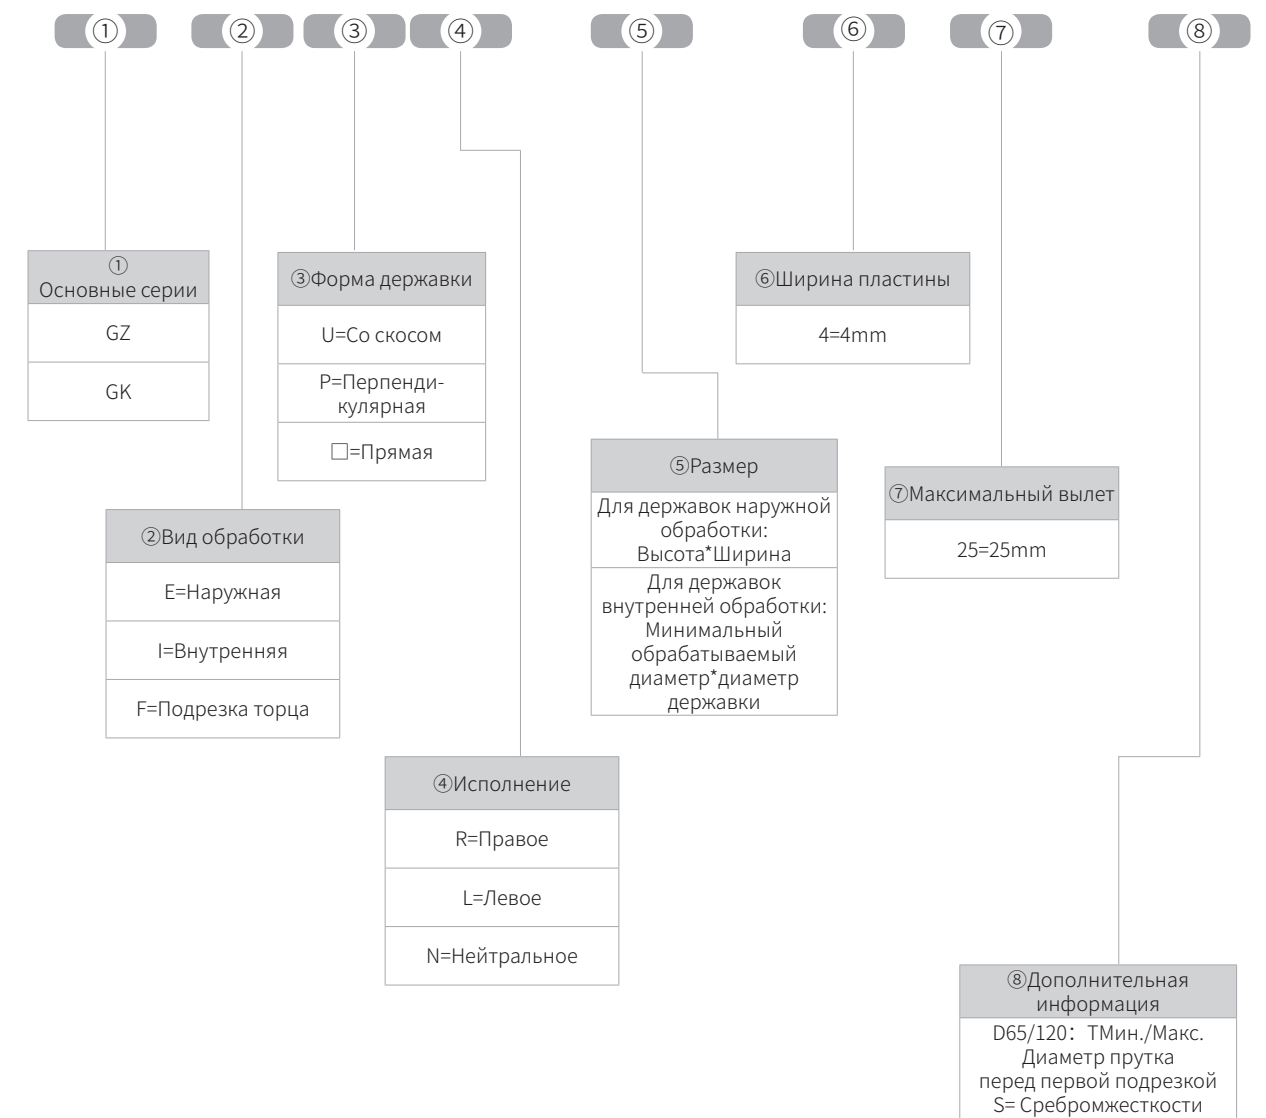 ① ② ③ ④ ⑤ ⑥ ⑦ ⑧
①
Основные серии
GZ
GK
②Вид обработки
E=Наружная
I=Внутренняя
F=Подрезка торца
③Форма державки
U=Со скосом
P=Перпенди-
кулярная
□=Прямая
④Исполнение
R=Правое
L=Левое
N=Нейтральное
⑤Размер
Для державок наружной
обработки:
Высота*Ширина
Для державок
внутренней обработки:
Минимальный
обрабатываемый
диаметр*диаметр
державки
⑥Ширина пластины
4=4mm
⑦Максимальный вылет
25=25mm
⑧Дополнительная
информация
D65/120：TМин./Макс.
Диаметр прутка
перед первой подрезкой
S= Сребромжесткости